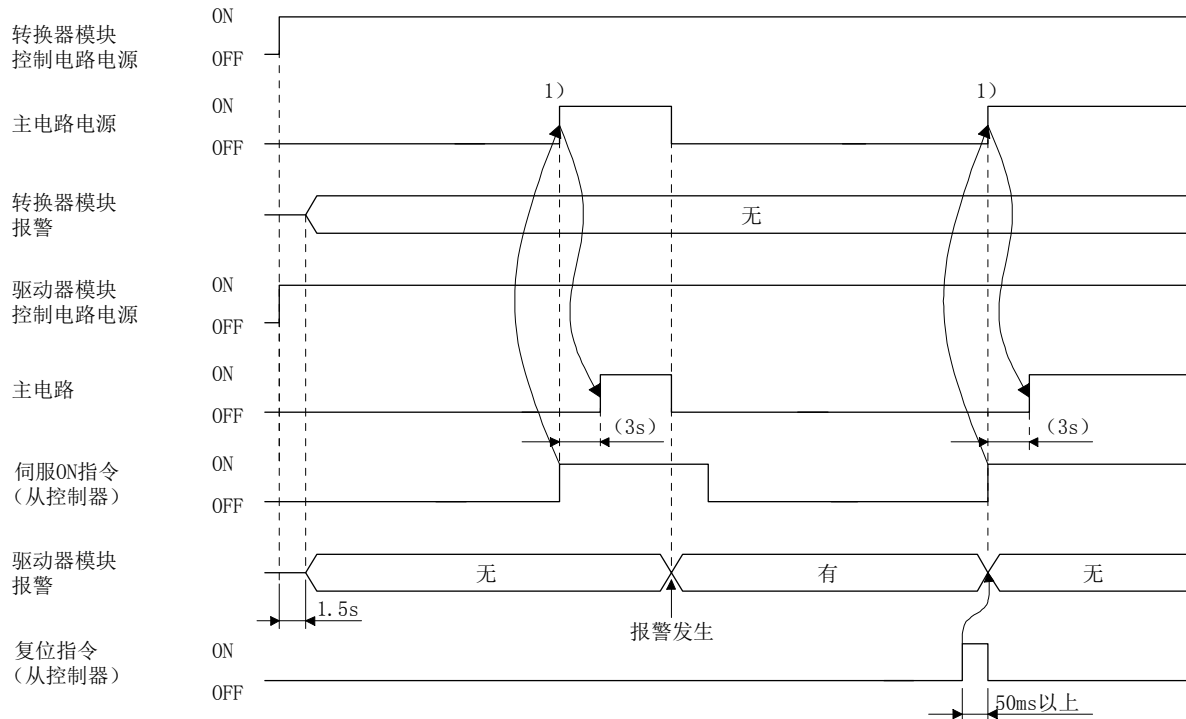 转换器模块
控制电路电源
ON
OFF
主电路电源
ON
OFF
1）
1）
转换器模块
报警
无
驱动器模块
控制电路电源
ON
OFF
主电路
ON
OFF
（3s）
（3s）
伺服ON指令
（从控制器）
ON
OFF
驱动器模块
报警
无
有
无
1.5s
报警发生
复位指令
（从控制器）
ON
OFF
50ms以上